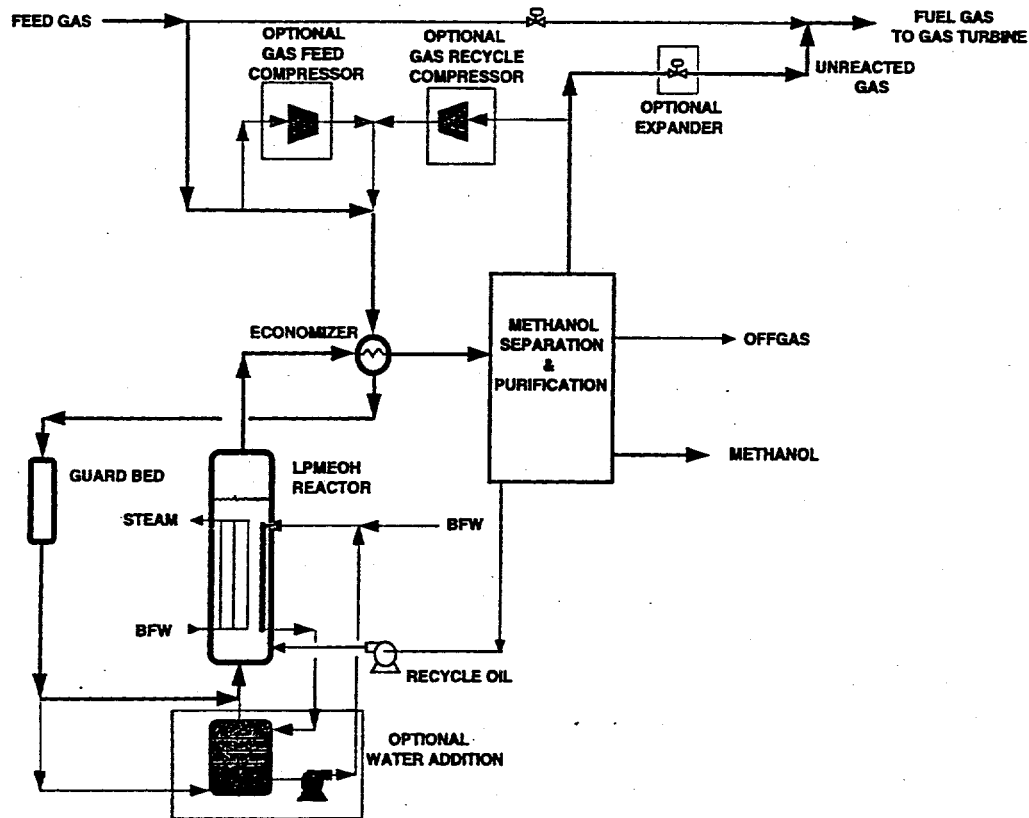 FEED GAS
OPTIONAL
GAS FEED
COMPRESSOR
OPTIONAL
GAS RECYCLE
COMPRESSOR
FUEL GAS
TO GAS TURBINE
UNREACTED
GAS
OPTIONAL
EXPANDER
ECONOMIZER
METHANOL
SEPARATION
&
PURIFICATION
OFFGAS
METHANOL
GUARD BED
LPMEOH
REACTOR
STEAM
BFW
BFW
RECYCLE OIL
OPTIONAL
WATER ADDITION